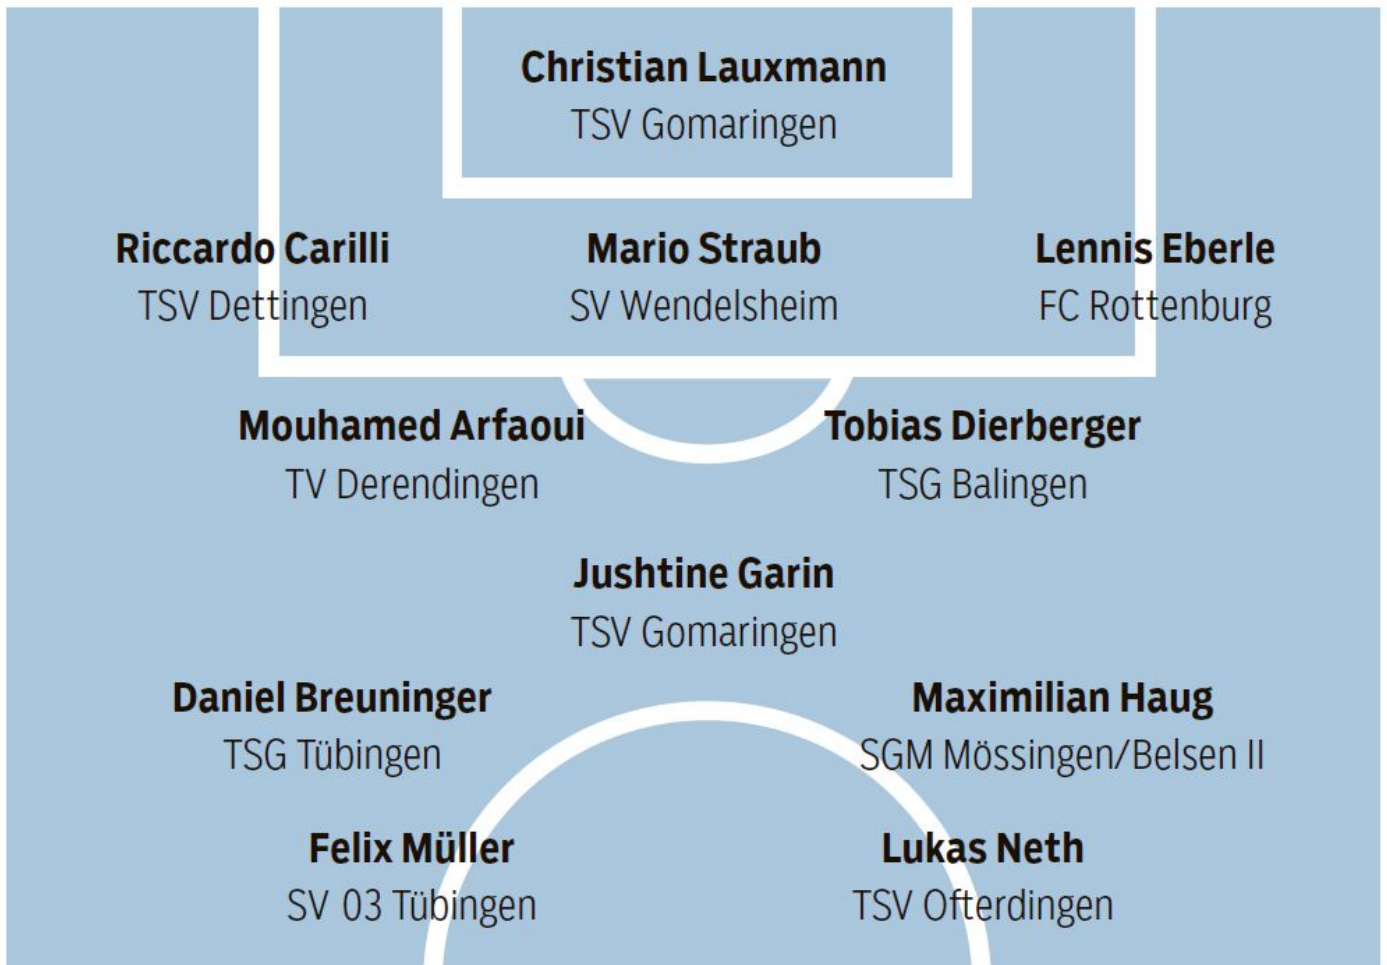 Christian Lauxmann
TSV Gomaringen
Riccardo Carilli
TSV Dettingen
Mario Straub
SV Wendelsheim
Lennis Eberle
FC Rottenburg
Mouhamed Arfaoui
TV Derendingen
Tobias Dierberger
TSG Balingen
Jushtine Garin
TSV Gomaringen
Daniel Breuninger
TSG Tübingen
Maximilian Haug
SGM Mössingen/Belsen II
Felix Müller
SV 03 Tübingen
Lukas Neth
TSV Ofterdingen